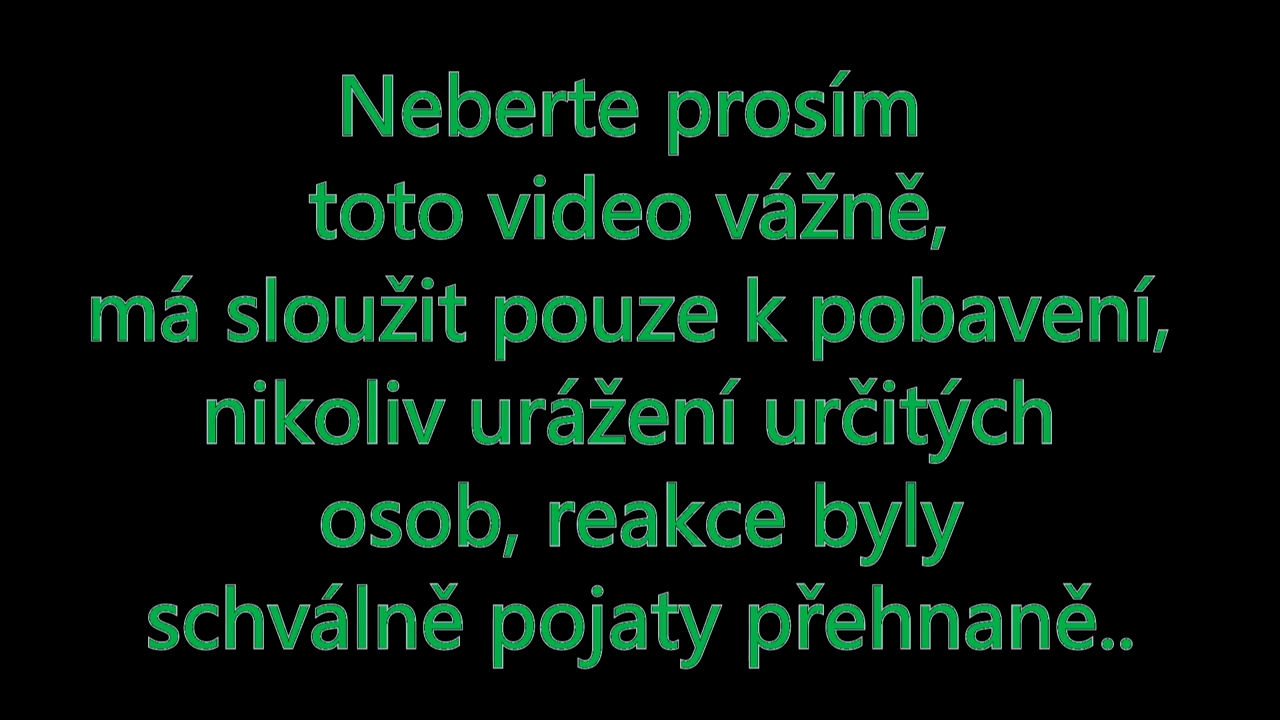 Neberte prosím
toto video vážně,
má sloužit pouze k pobavení,
nikoliv urážení určitých
osob, reakce byly
schválně pojaty přehnaně..